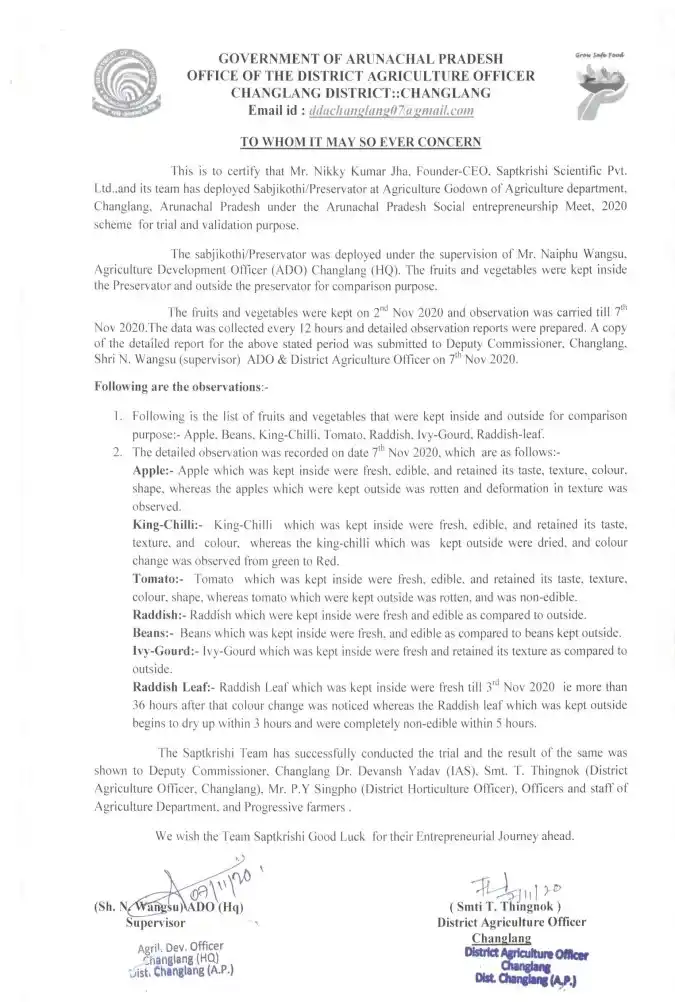 Grow Safe Food
GOVERNMENT OF ARUNACHAL PRADESH
OFFICE OF THE DISTRICT AGRICULTURE OFFICER
CHANGLANG DISTRICT::CHANGLANG
Email id : ddachanglang07@gmail.com
TO WHOM IT MAY SO EVER CONCERN
This is to certify that Mr. Nikky Kumar Jha, Founder-CEO, Saptkrishi Scientific Pvt.
Ltd.,and its team has deployed Sabjikothi/Preservator at Agriculture Godown of Agriculture department,
Changlang, Arunachal Pradesh under the Arunachal Pradesh Social entrepreneurship Meet, 2020
scheme for trial and validation purpose.
The sabjikothi/Preservator was deployed under the supervision of Mr. Naiphu Wangsu,
Agriculture Development Officer (ADO) Changlang (HQ). The fruits and vegetables were kept inside
the Preservator and outside the preservator for comparison purpose.
The fruits and vegetables were kept on 2nd Nov 2020 and observation was carried till 7th
Nov 2020.The data was collected every 12 hours and detailed observation reports were prepared. A copy
of the detailed report for the above stated period was submitted to Deputy Commissioner, Changlang,
Shri N. Wangsu (supervisor) ADO & District Agriculture Officer on 7th Nov 2020.
Following are the observations:-
1. Following is the list of fruits and vegetables that were kept inside and outside for comparison
purpose:- Apple, Beans, King-Chilli, Tomato, Raddish, Ivy-Gourd, Raddish-leaf.
2. The detailed observation was recorded on date 7th Nov 2020, which are as follows:-
Apple:- Apple which was kept inside were fresh, edible, and retained its taste, texture, colour,
shape, whereas the apples which were kept outside was rotten and deformation in texture was
observed.
King-Chilli:- King-Chilli which was kept inside were fresh, edible, and retained its taste,
texture, and colour, whereas the king-chilli which was kept outside were dried, and colour
change was observed from green to Red.
Tomato:- Tomato which was kept inside were fresh, edible, and retained its taste, texture,
colour, shape, whereas tomato which were kept outside was rotten, and was non-edible.
Raddish:- Raddish which were kept inside were fresh and edible as compared to outside.
Beans:- Beans which was kept inside were fresh, and edible as compared to beans kept outside.
Ivy-Gourd:- Ivy-Gourd which was kept inside were fresh and retained its texture as compared to
outside.
Raddish Leaf:- Raddish Leaf which was kept inside were fresh till 3rd Nov 2020 ie more than
36 hours after that colour change was noticed whereas the Raddish leaf which was kept outside
begins to dry up within 3 hours and were completely non-edible within 5 hours.
The Saptkrishi Team has successfully conducted the trial and the result of the same was
shown to Deputy Commissioner, Changlang Dr. Devansh Yadav (IAS), Smt. T. Thingnok (District
Agriculture Officer, Changlang), Mr. P.Y Singpho (District Horticulture Officer), Officers and staff of
Agriculture Department, and Progressive farmers .
We wish the Team Saptkrishi Good Luck for their Entrepreneurial Journey ahead.
(Sh. N. Wangsu) ADO (Hq)
Supervisor
Agril. Dev. Officer
Changlang (HQ)
Dist. Changlang (A.P.)
( Smti T. Thingnok )
District Agriculture Officer
Changlang
District Agriculture Officer
Changlang
Dist. Changlang (A.P.)